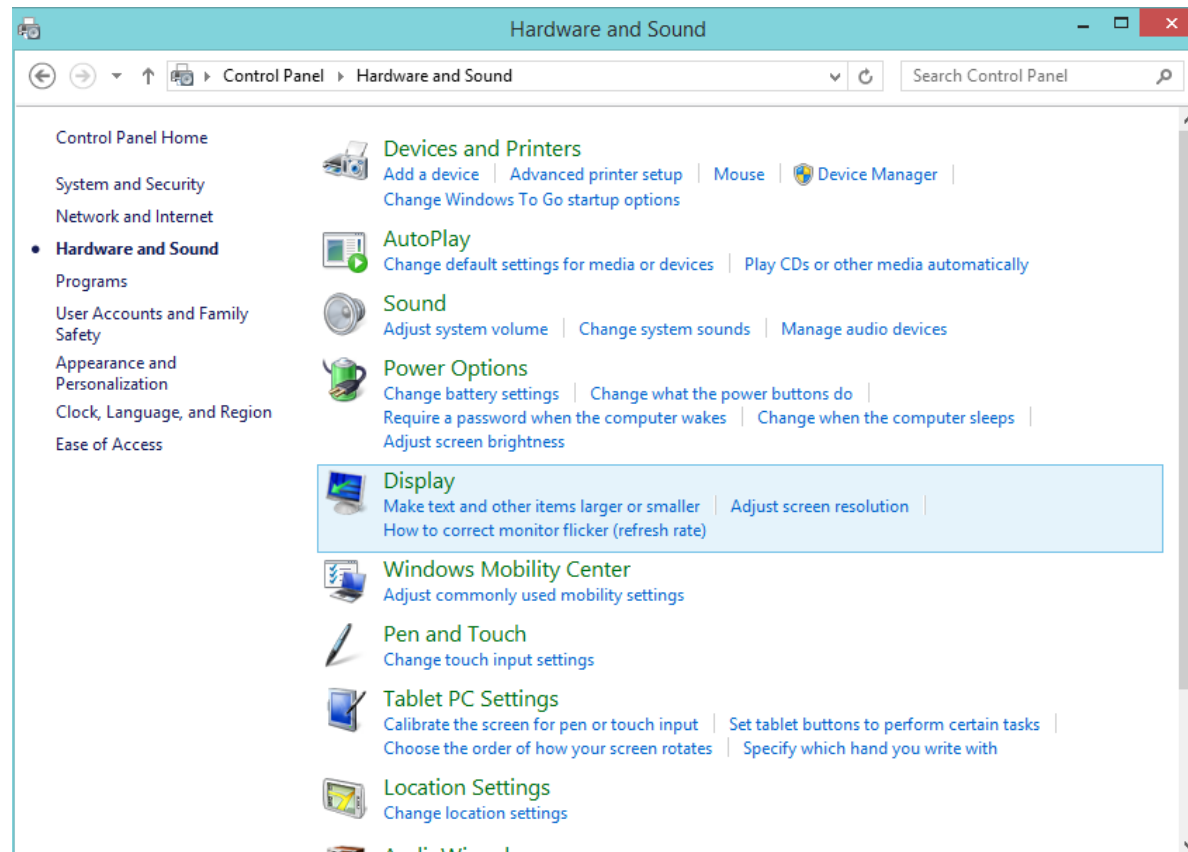 Hardware and Sound
Control Panel Hardware and Sound
Search Control Panel
Control Panel Home
System and Security
Network and Internet
Hardware and Sound
Programs
User Accounts and Family
Safety
Appearance and
Personalization
Clock, Language, and Region
Ease of Access
Devices and Printers
Add a device Advanced printer setup Mouse Device Manager
Change Windows To Go startup options
AutoPlay
Change default settings for media or devices Play CDs or other media automatically
Sound
Adjust system volume Change system sounds Manage audio devices
Power Options
Change battery settings Change what the power buttons do
Require a password when the computer wakes Change when the computer sleeps
Adjust screen brightness
Display
Make text and other items larger or smaller Adjust screen resolution
How to correct monitor flicker (refresh rate)
Windows Mobility Center
Adjust commonly used mobility settings
Pen and Touch
Change touch input settings
Tablet PC Settings
Calibrate the screen for pen or touch input Set tablet buttons to perform certain tasks
Choose the order of how your screen rotates Specify which hand you write with
Location Settings
Change location settings